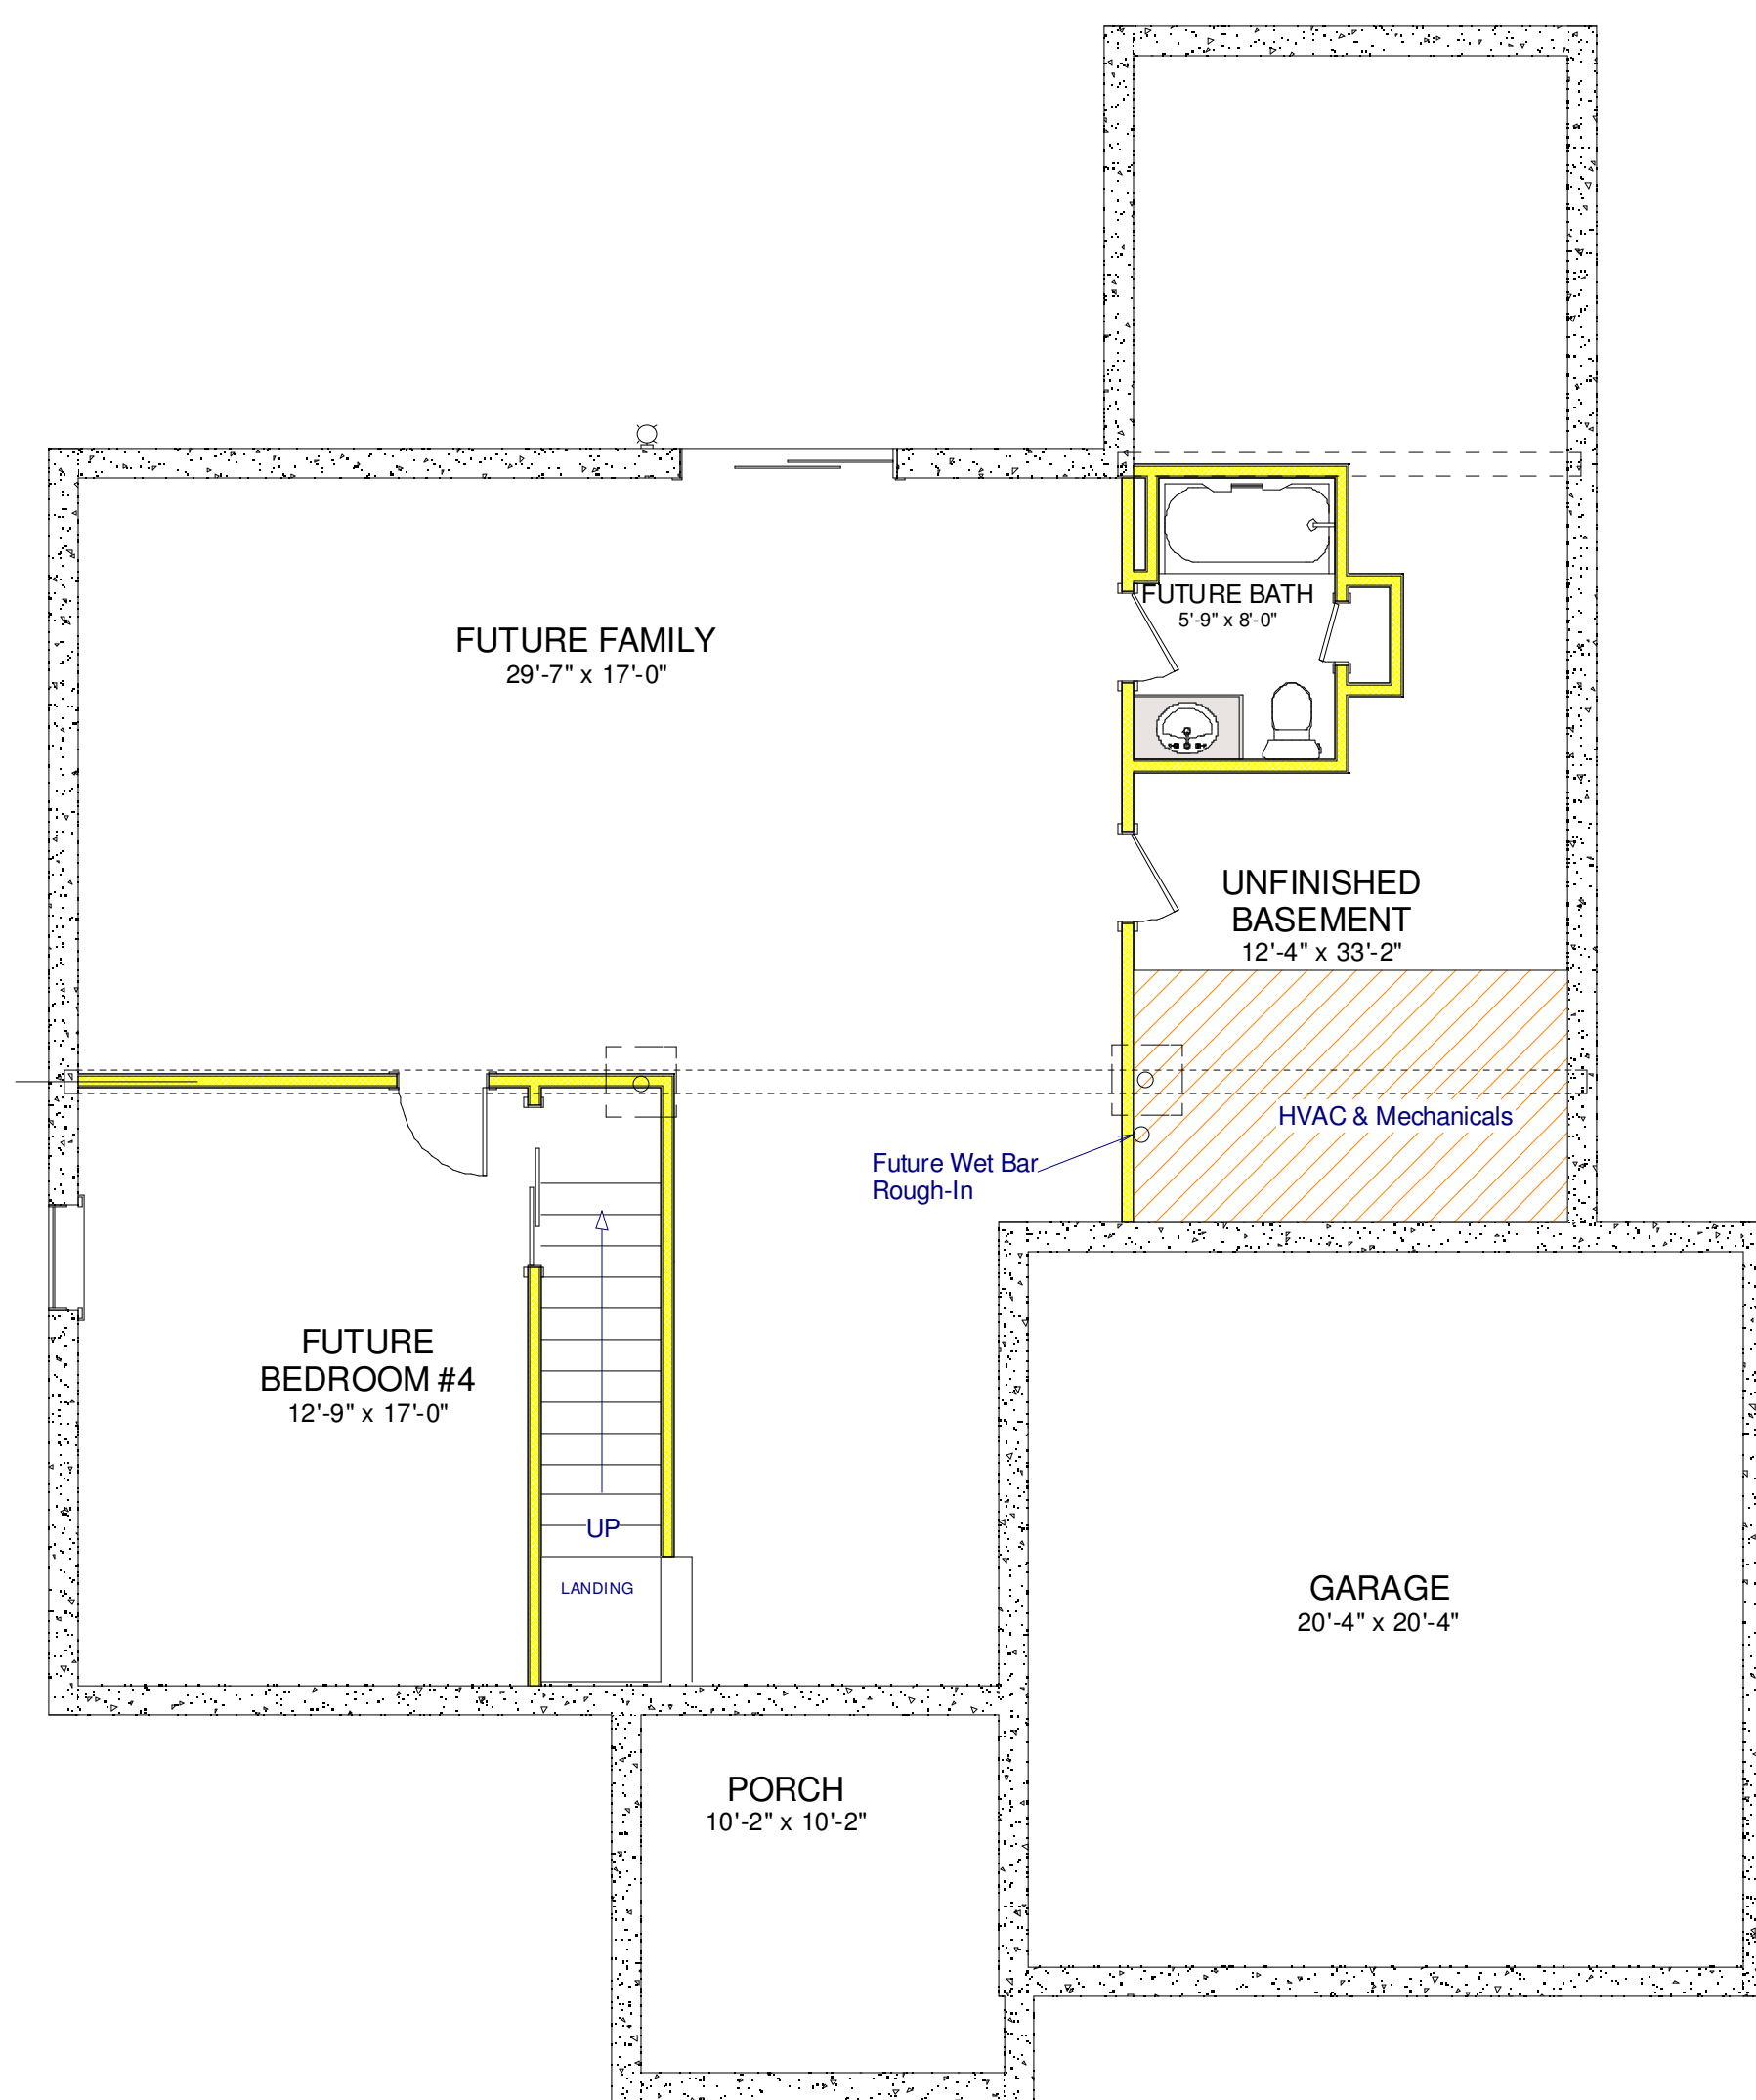 FUTURE BATH
5'-9" x 8'-0"
FUTURE FAMILY
29'-7" x 17'-0"
UNFINISHED
BASEMENT
12'-4" x 33'-2"
HVAC & Mechanicals
Future Wet Bar
Rough-In
FUTURE
BEDROOM #4
12'-9" x 17'-0"
UP
LANDING
GARAGE
20'-4" x 20'-4"
PORCH
10'-2" x 10'-2"